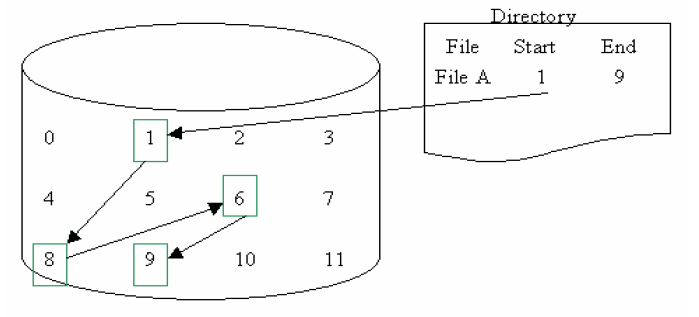 Directory
File Start End
File A 1 9
0 1 2 3
4 5 6 7
8 9 10 11